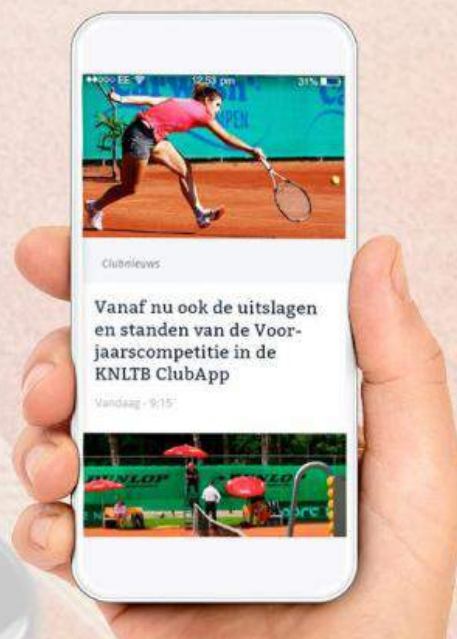 EE 12:53 pm 31%
Clubnieuws
Vanaf nu ook de uitslagen
en standen van de Voor-
jaarscompetitie in de
KNLTB ClubApp
Vandaag - 9:15
DUNLOP